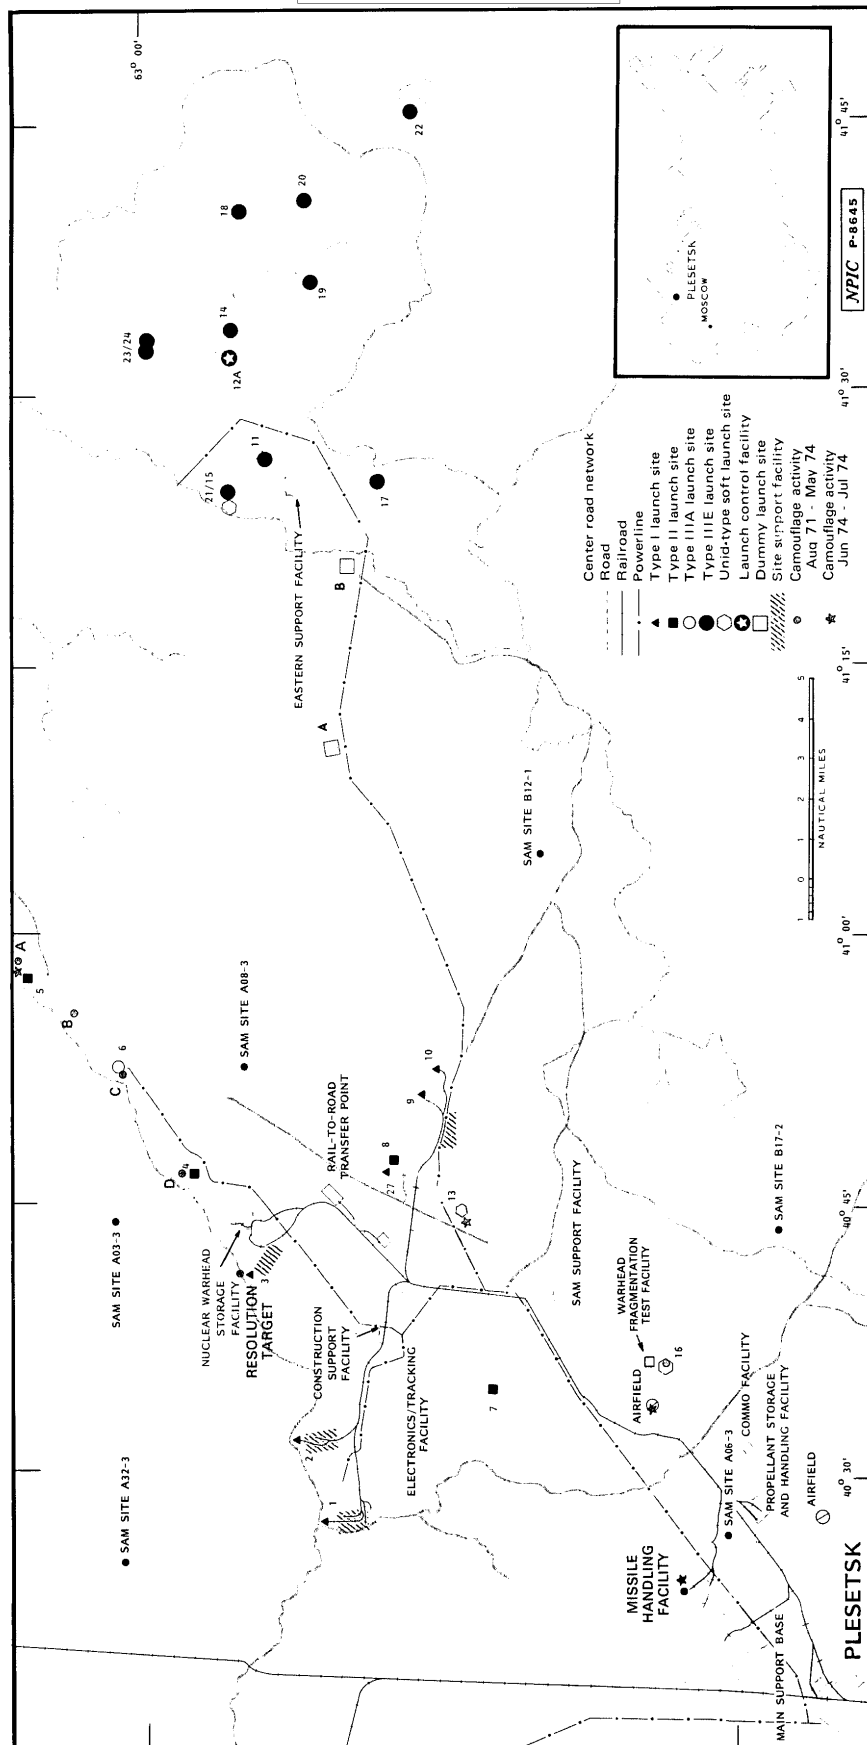 63° 00'
41° 45'
22
20
18
19
23/24
14
12A
41° 30'
11
21/15
17
EASTERN SUPPORT FACILITY
B
A
41° 15'
SAM SITE B12-1
41° 00'
A
5
B
6
C
SAM SITE A08-3
RAIL-TO-ROAD
TRANSFER POINT
10
9
8
27
13
4
D
SAM SITE A03-3
NUCLEAR WARHEAD
STORAGE
FACILITY
RESOLUTION
TARGET
3
SAM SUPPORT FACILITY
SAM SITE B17-2
40° 45'
CONSTRUCTION
SUPPORT
FACILITY
ELECTRONICS/TRACKING
FACILITY
7
2
1
SAM SITE A32-3
WARHEAD
FRAGMENTATION
TEST FACILITY
16
AIRFIELD
COMMO FACILITY
PROPELLANT STORAGE
AND HANDLING FACILITY
SAM SITE A06-3
AIRFIELD
40° 30'
MISSILE
HANDLING
FACILITY
MAIN SUPPORT BASE
PLESETSK
Center road network
Road
Railroad
Powerline
Type I launch site
Type II launch site
Type IIIA launch site
Type IIIE launch site
Unid-type soft launch site
Launch control facility
Dummy launch site
Site support facility
Camouflage activity
Aug 71 - May 74
Camouflage activity
Jun 74 - Jul 74
1 0 1 2 3 4 5
NAUTICAL MILES
PLESETSK
MOSCOW
NPIC P-8645